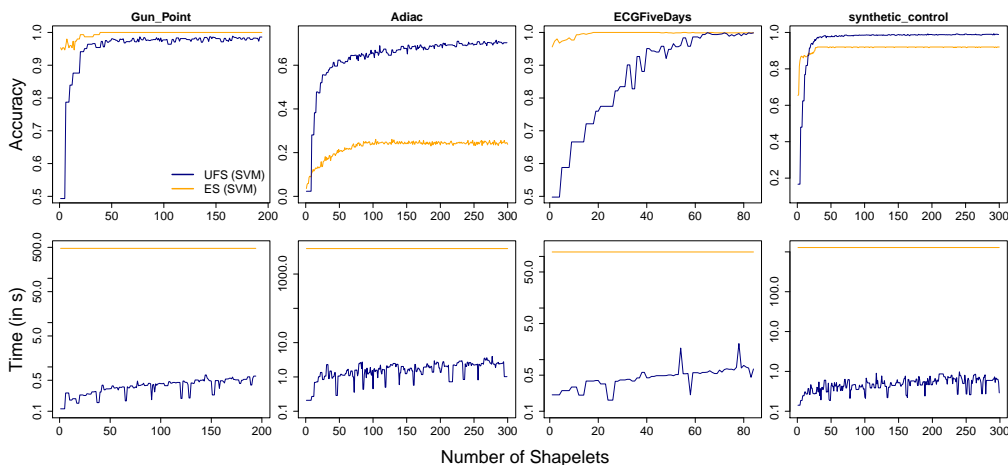 Gun_Point
Adiac
ECGFiveDays
synthetic_control
Accuracy
0.5 0.6 0.7 0.8 0.9 1.0
UFS (SVM)
ES (SVM)
0 50 100 150 200
0.0 0.2 0.4 0.6
0 50 100 150 200 250 300
0.5 0.6 0.7 0.8 0.9 1.0
0 20 40 60 80
0.2 0.4 0.6 0.8 1.0
0 50 100 150 200 250 300
Time (in s)
0.1 0.5 5.0 50.0 500.0
0 50 100 150 200
0.1 1.0 10.0 1000.0
0 50 100 150 200 250 300
0.1 0.5 5.0 50.0
0 20 40 60 80
0.1 1.0 10.0 100.0
0 50 100 150 200 250 300
Number of Shapelets